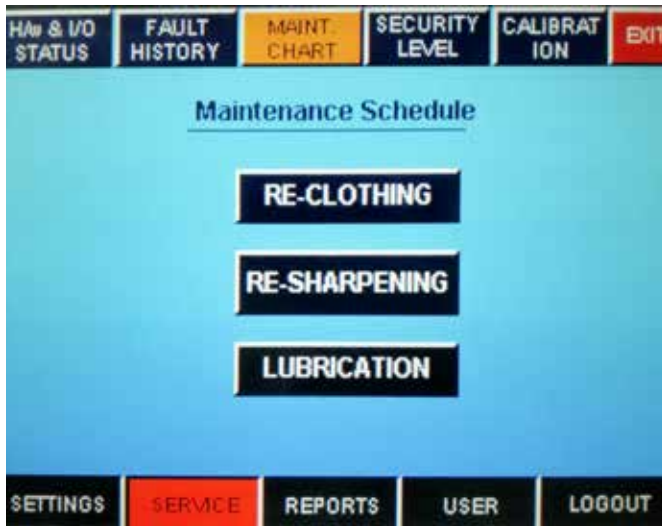 H/w & I/O
STATUS
FAULT
HISTORY
MAINT.
CHART
SECURITY
LEVEL
CALIBRAT
ION
EXIT
Maintenance Schedule
RE-CLOTHING
RE-SHARPENING
LUBRICATION
SETTINGS
SERVICE
REPORTS
USER
LOGOUT